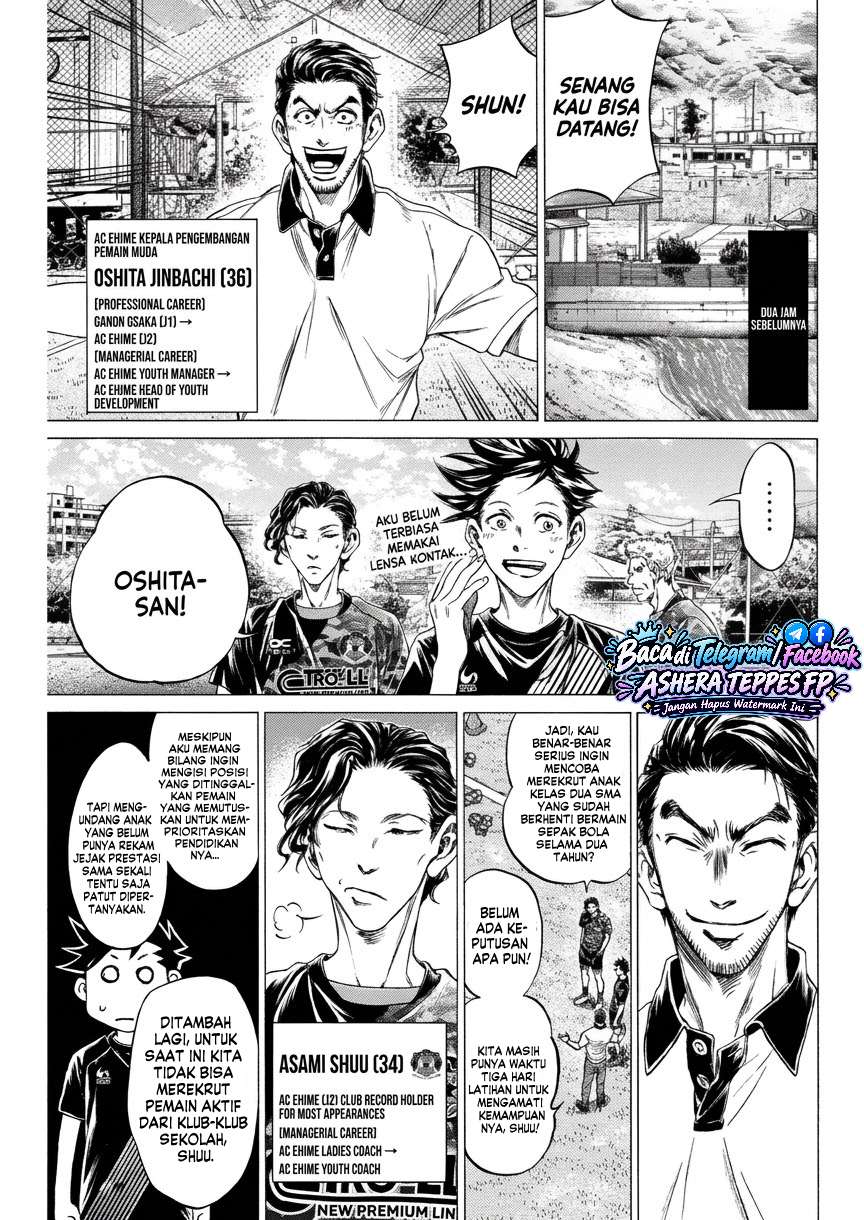 SENANG
KAU BISA
DATANG!
SHUN!
DUA JAM
SEBELUMNYA
AC EHIME KEPALA PENGEMBANGAN
PEMAIN MUDA
OSHITA JINBACHI (36)
[PROFESSIONAL CAREER]
GANON GSAKA (J1) →
AC EHIME (J2)
[MANAGERIAL CAREER]
AC EHIME YOUTH MANAGER →
AC EHIME HEAD OF YOUTH
DEVELOPMENT
......
AKU BELUM
TERBIASA
MEMAKAI
LENSA KONTAK...
OSHITA-
SAN!
TROLL
Baca di Telegram/Facebook
ASHERA TEPPES FP
- Jangan Hapus Watermark Ini -
JADI, KAU
BENAR-BENAR
SERIUS INGIN
MENCOBA
MEREKRUT ANAK
KELAS DUA SMA
YANG SUDAH
BERHENTI BERMAIN
SEPAK BOLA
SELAMA DUA
TAHUN?
BELUM
ADA KE-
PUTUSAN
APA PUN!
KITA MASIH
PUNYA WAKTU
TIGA HARI
LATIHAN UNTUK
MENGAMATI
KEMAMPUAN
NYA, SHUU!
ASAMI SHUU (34)
AC EHIME (J2) CLUB RECORD HOLDER
FOR MOST APPEARANCES
[MANAGERIAL CAREER]
AC EHIME LADIES COACH →
AC EHIME YOUTH COACH
TROLL
NEW PREMIUM LIN
MESKIPUN
AKU MEMANG
BILANG INGIN
MENGISI POSISI
YANG DITINGGAL-
KAN PEMAIN
YANG MEMUTUS-
KAN UNTUK MEM-
PRIORITASKAN
PENDIDIKAN
NYA...
TAPI MENG-
UNDANG ANAK
YANG BELUM
PUNYA REKAM
JEJAK PRESTASI
SAMA SEKALI
TENTU SAJA
PATUT DIPER-
TANYAKAN.
DITAMBAH
LAGI, UNTUK
SAAT INI KITA
TIDAK BISA
MEREKRUT
PEMAIN AKTIF
DARI KLUB-KLUB
SEKOLAH,
SHUU.